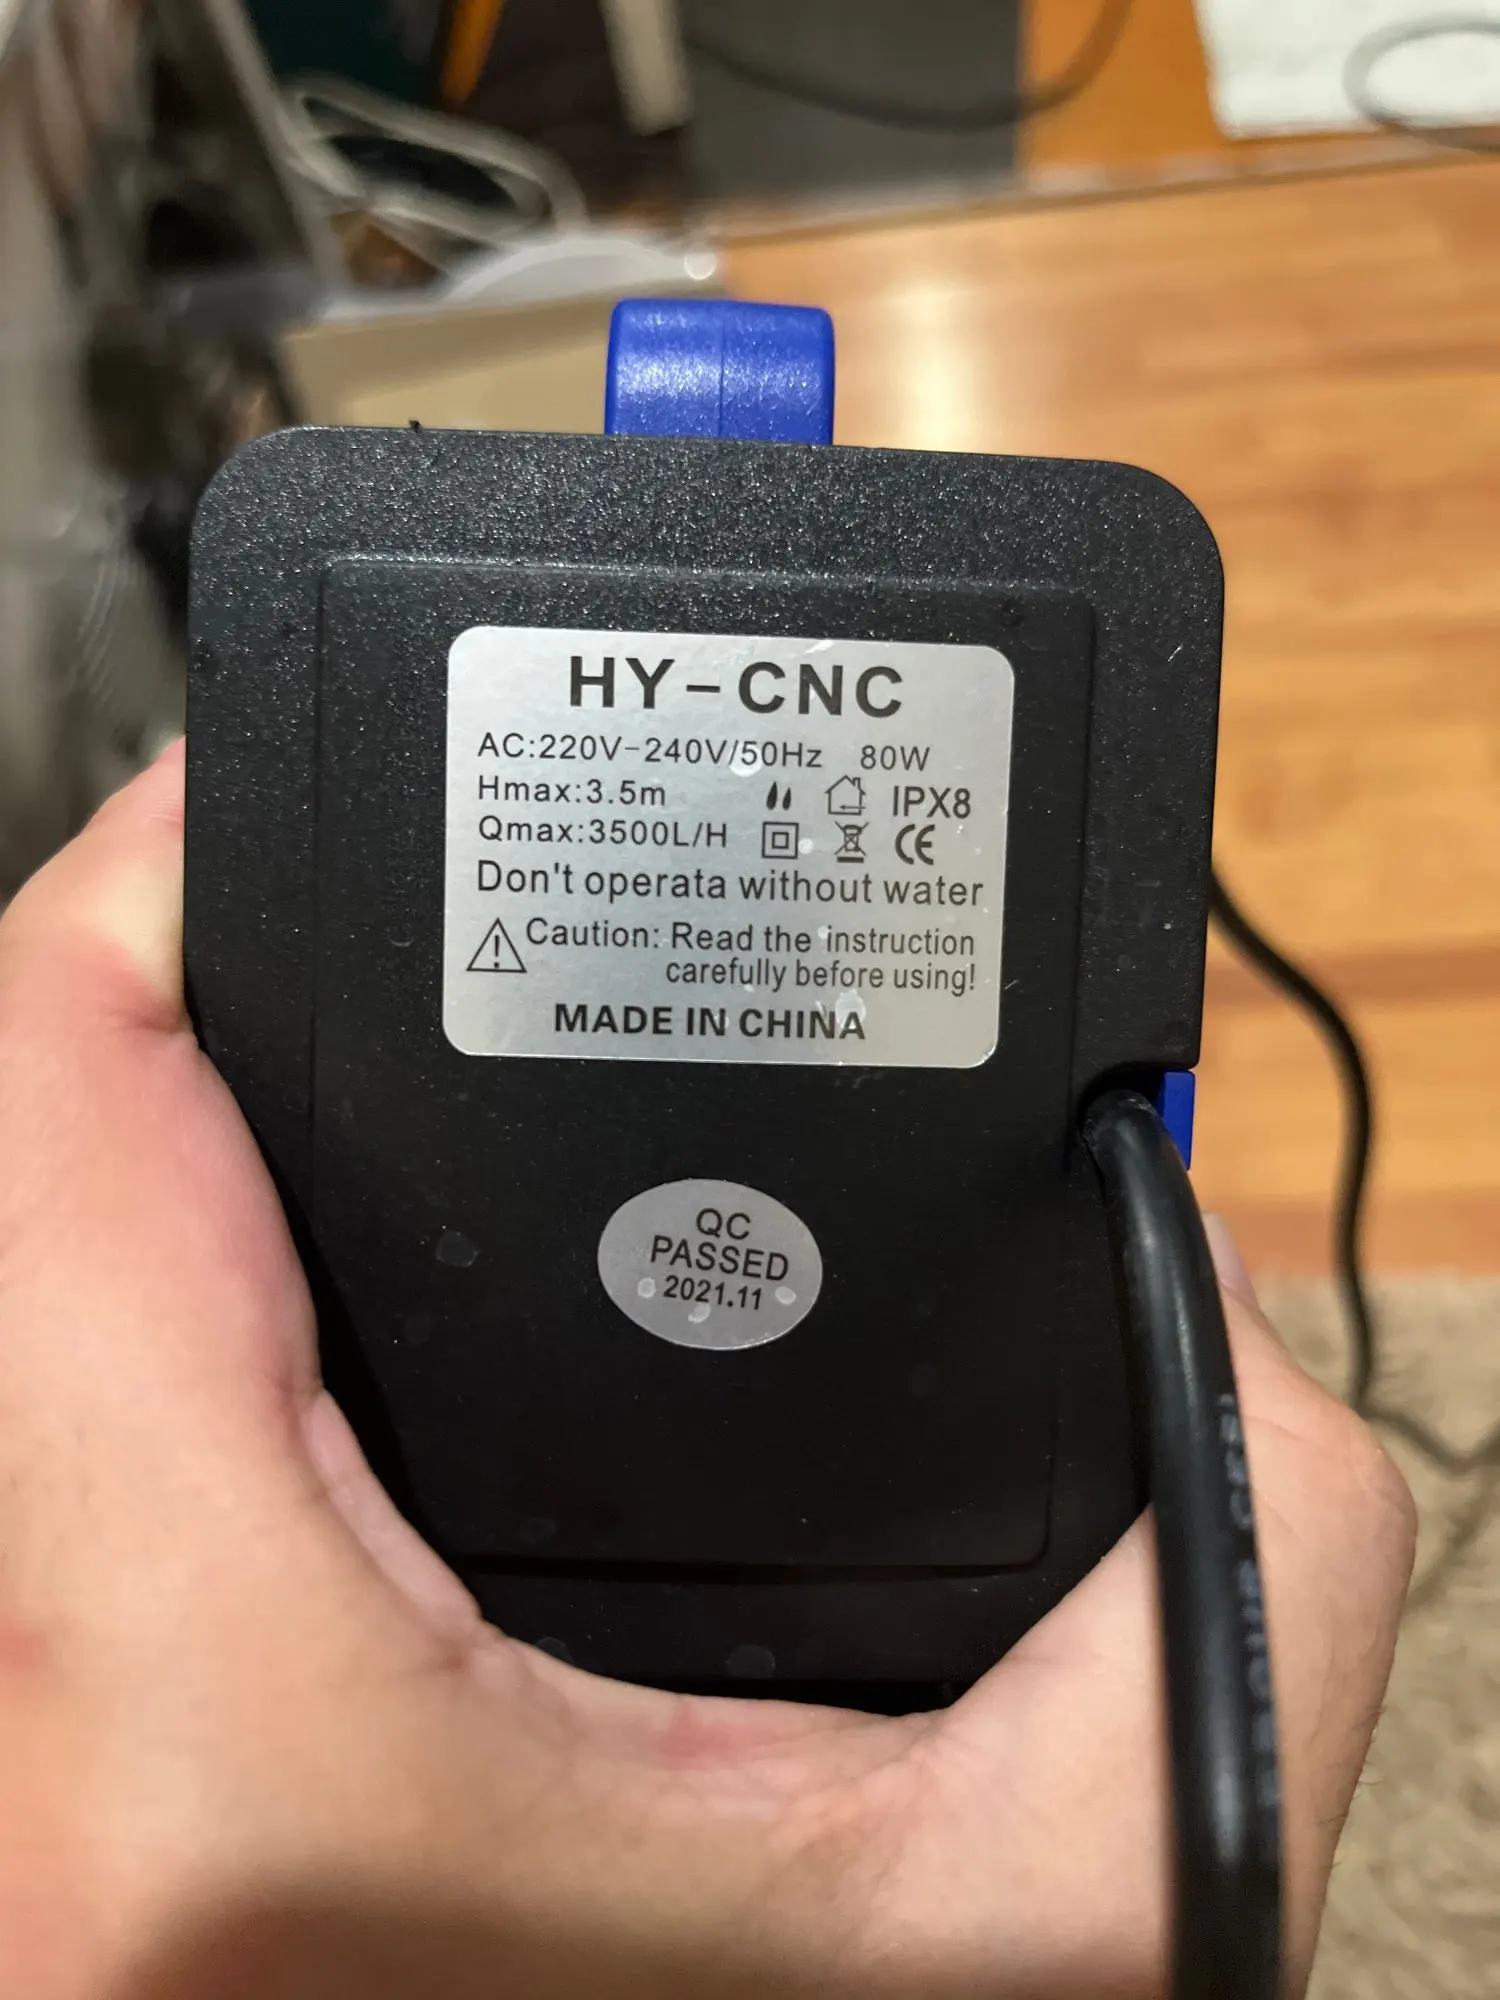 HY-CNC
AC:220V-240V/50Hz 80W
Hmax:3.5m IPX8
Qmax:3500L/H CE
Don't operata without water
Caution: Read the instruction
carefully before using!
MADE IN CHINA
QC
PASSED
2021.11